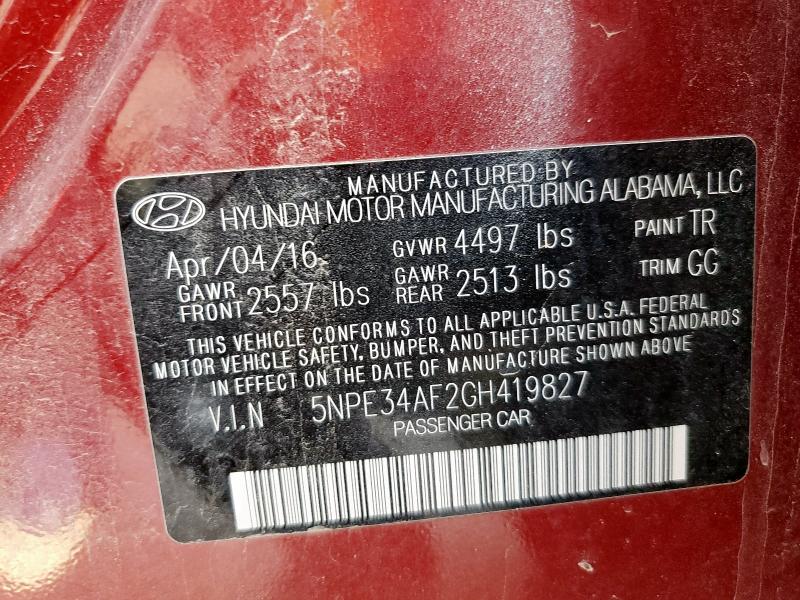 MANUFACTURED BY
HYUNDAI MOTOR MANUFACTURING ALABAMA, LLC
Apr/04/16 GVWR 4497 lbs PAINT TR
GAWR FRONT 2557 lbs GAWR REAR 2513 lbs TRIM GG
THIS VEHICLE CONFORMS TO ALL APPLICABLE U.S.A. FEDERAL
MOTOR VEHICLE SAFETY, BUMPER, AND THEFT PREVENTION STANDARDS
IN EFFECT ON THE DATE OF MANUFACTURE SHOWN ABOVE
V.I.N 5NPE34AF2GH419827
PASSENGER CAR